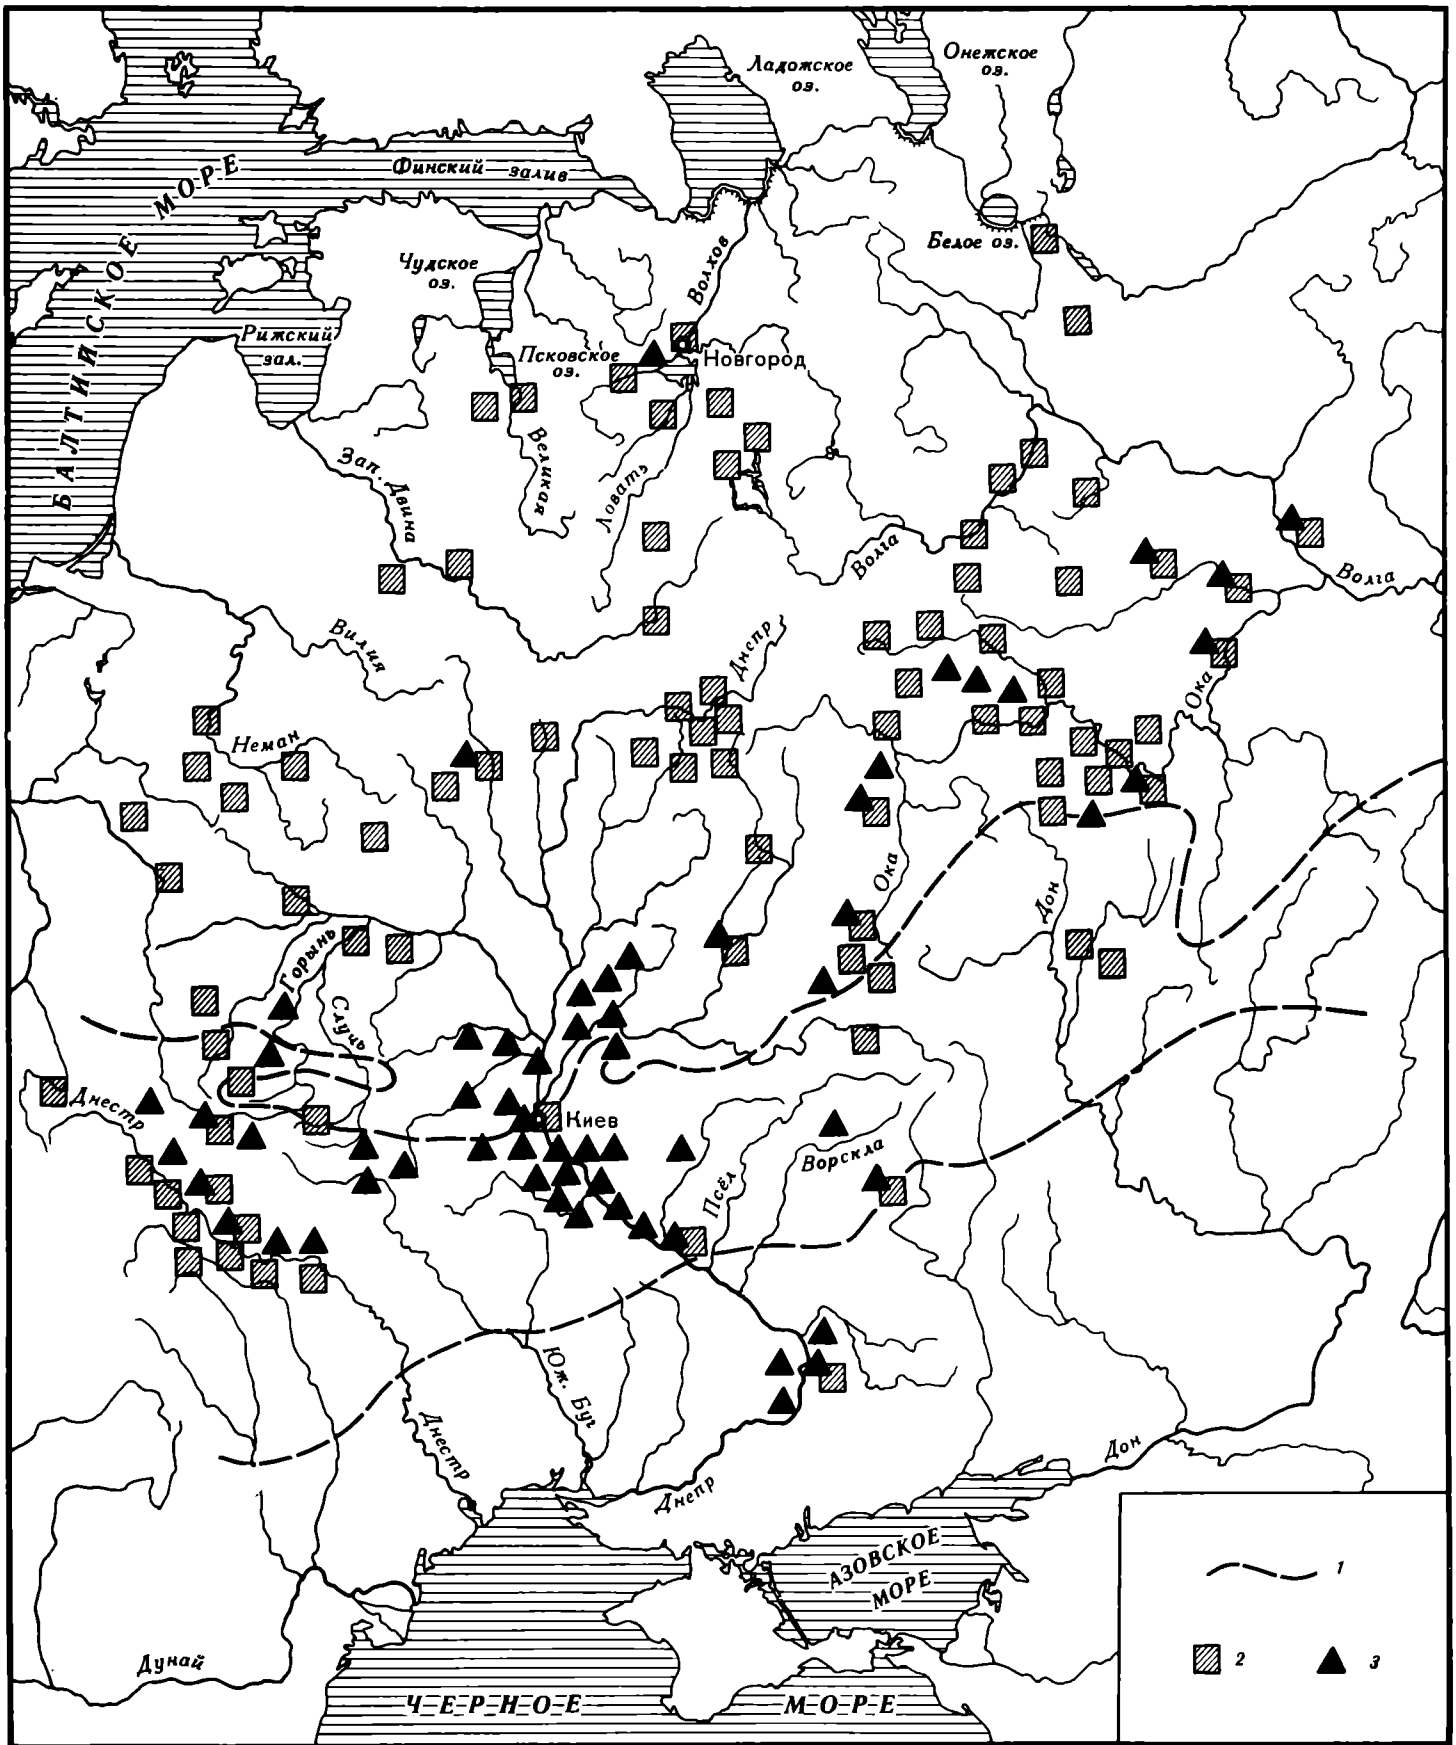 Ладожское
оз.
Онежское
оз.
Финский залив
БАЛТИЙСКОЕ МОРЕ
Белое оз.
Чудское
оз.
Волхов
Рижский
зал.
Псковское
оз.
Новгород
Великая
Зап. Двина
Ловать
Волга
Волга
Вилия
Днепр
Ока
Неман
Ока
Дон
Горынь
Случь
Днестр
Киев
Ворскла
Псёл
Юж. Буг
Днестр
Днепр
Дон
АЗОВСКОЕ
МОРЕ
Дунай
ЧЕРНОЕ МОРЕ
1
2
3